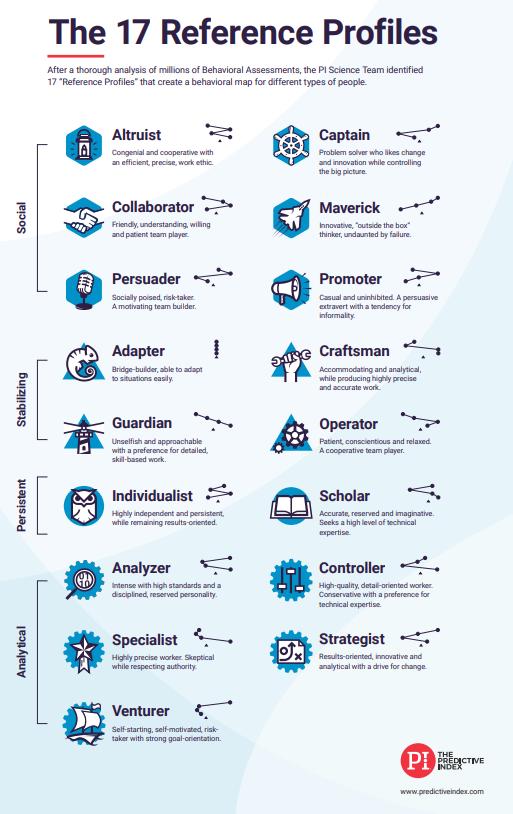 The 17 Reference Profiles
After a thorough analysis of millions of Behavioral Assessments, the PI Science Team identified
17 “Reference Profiles” that create a behavioral map for different types of people.
Social
Altruist
Congenial and cooperative with
an efficient, precise, work ethic.
Captain
Problem solver who likes change
and innovation while controlling
the big picture.
Collaborator
Friendly, understanding, willing
and patient team player.
Maverick
Innovative, “outside the box”
thinker, undaunted by failure.
Persuader
Socially poised, risk-taker.
A motivating team builder.
Promoter
Casual and uninhibited. A persuasive
extravert with a tendency for
informality.
Stabilizing
Adapter
Bridge-builder, able to adapt
to situations easily.
Craftsman
Accommodating and analytical,
while producing highly precise
and accurate work.
Guardian
Unselfish and approachable
with a preference for detailed,
skill-based work.
Operator
Patient, conscientious and relaxed.
A cooperative team player.
Persistent
Individualist
Highly independent and persistent,
while remaining results-oriented.
Scholar
Accurate, reserved and imaginative.
Seeks a high level of technical
expertise.
Analytical
Analyzer
Intense with high standards and a
disciplined, reserved personality.
Controller
High-quality, detail-oriented worker.
Conservative with a preference for
technical expertise.
Specialist
Highly precise worker. Skeptical
while respecting authority.
Strategist
Results-oriented, innovative and
analytical with a drive for change.
Venturer
Self-starting, self-motivated, risk-
taker with strong goal-orientation.
PI
THE
PREDICTIVE
INDEX
www.predictiveindex.com